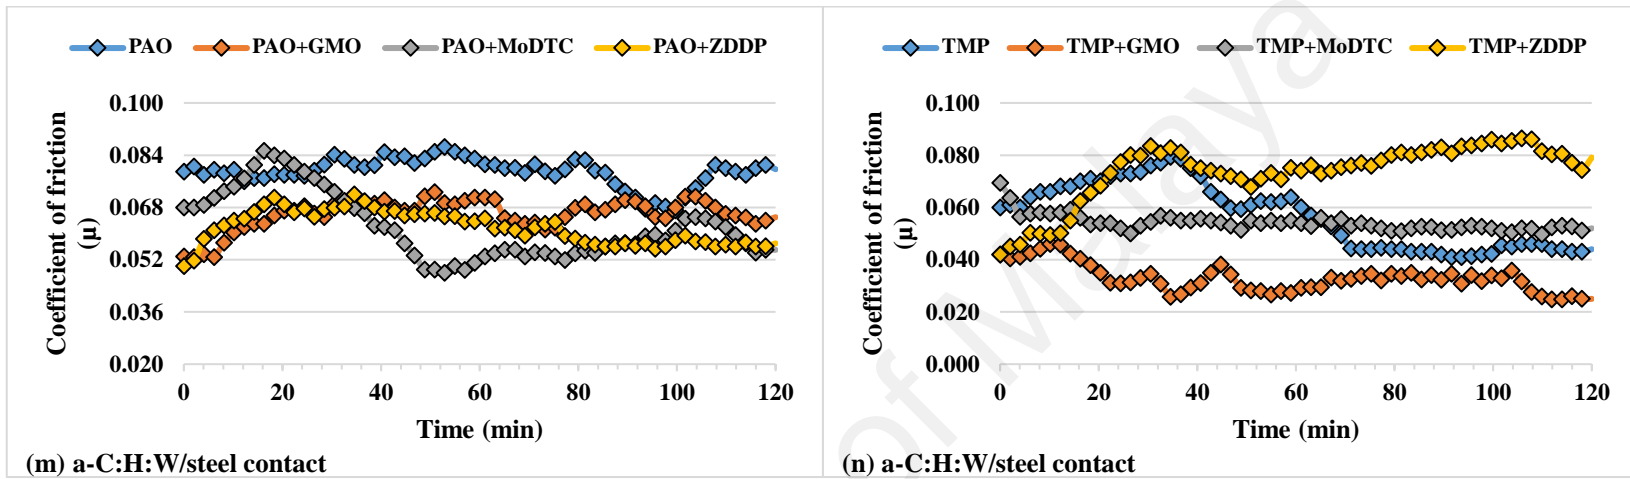 PAO PAO+GMO PAO+MoDTC PAO+ZDDP
0.100
0.084
0.068
0.052
0.036
0.020
Coefficient of friction
(μ)
0 20 40 60 80 100 120
Time (min)
(m) a-C:H:W/steel contact
TMP TMP+GMO TMP+MoDTC TMP+ZDDP
0.100
0.080
0.060
0.040
0.020
0.000
Coefficient of friction
(μ)
0 20 40 60 80 100 120
Time (min)
(n) a-C:H:W/steel contact
of Malaya